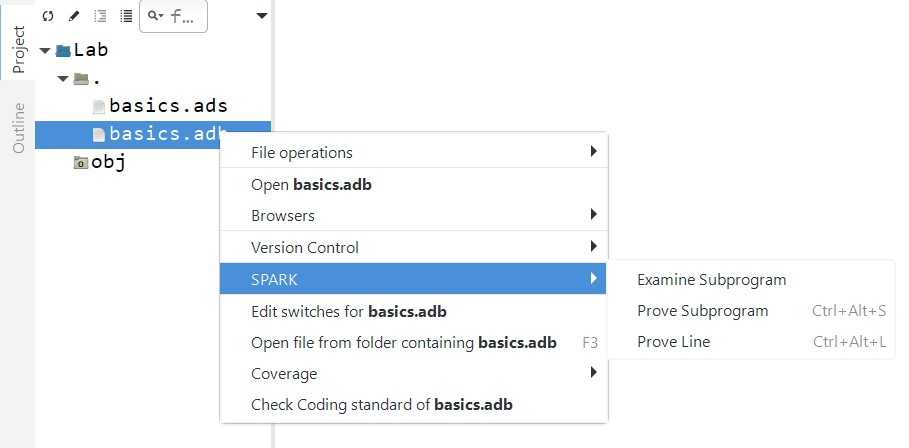 Project
Outline
f...
Lab
.
basics.ads
basics.adb
obj
File operations
Open basics.adb
Browsers
Version Control
SPARK
Edit switches for basics.adb
Open file from folder containing basics.adb F3
Coverage
Check Coding standard of basics.adb
Examine Subprogram
Prove Subprogram Ctrl+Alt+S
Prove Line Ctrl+Alt+L